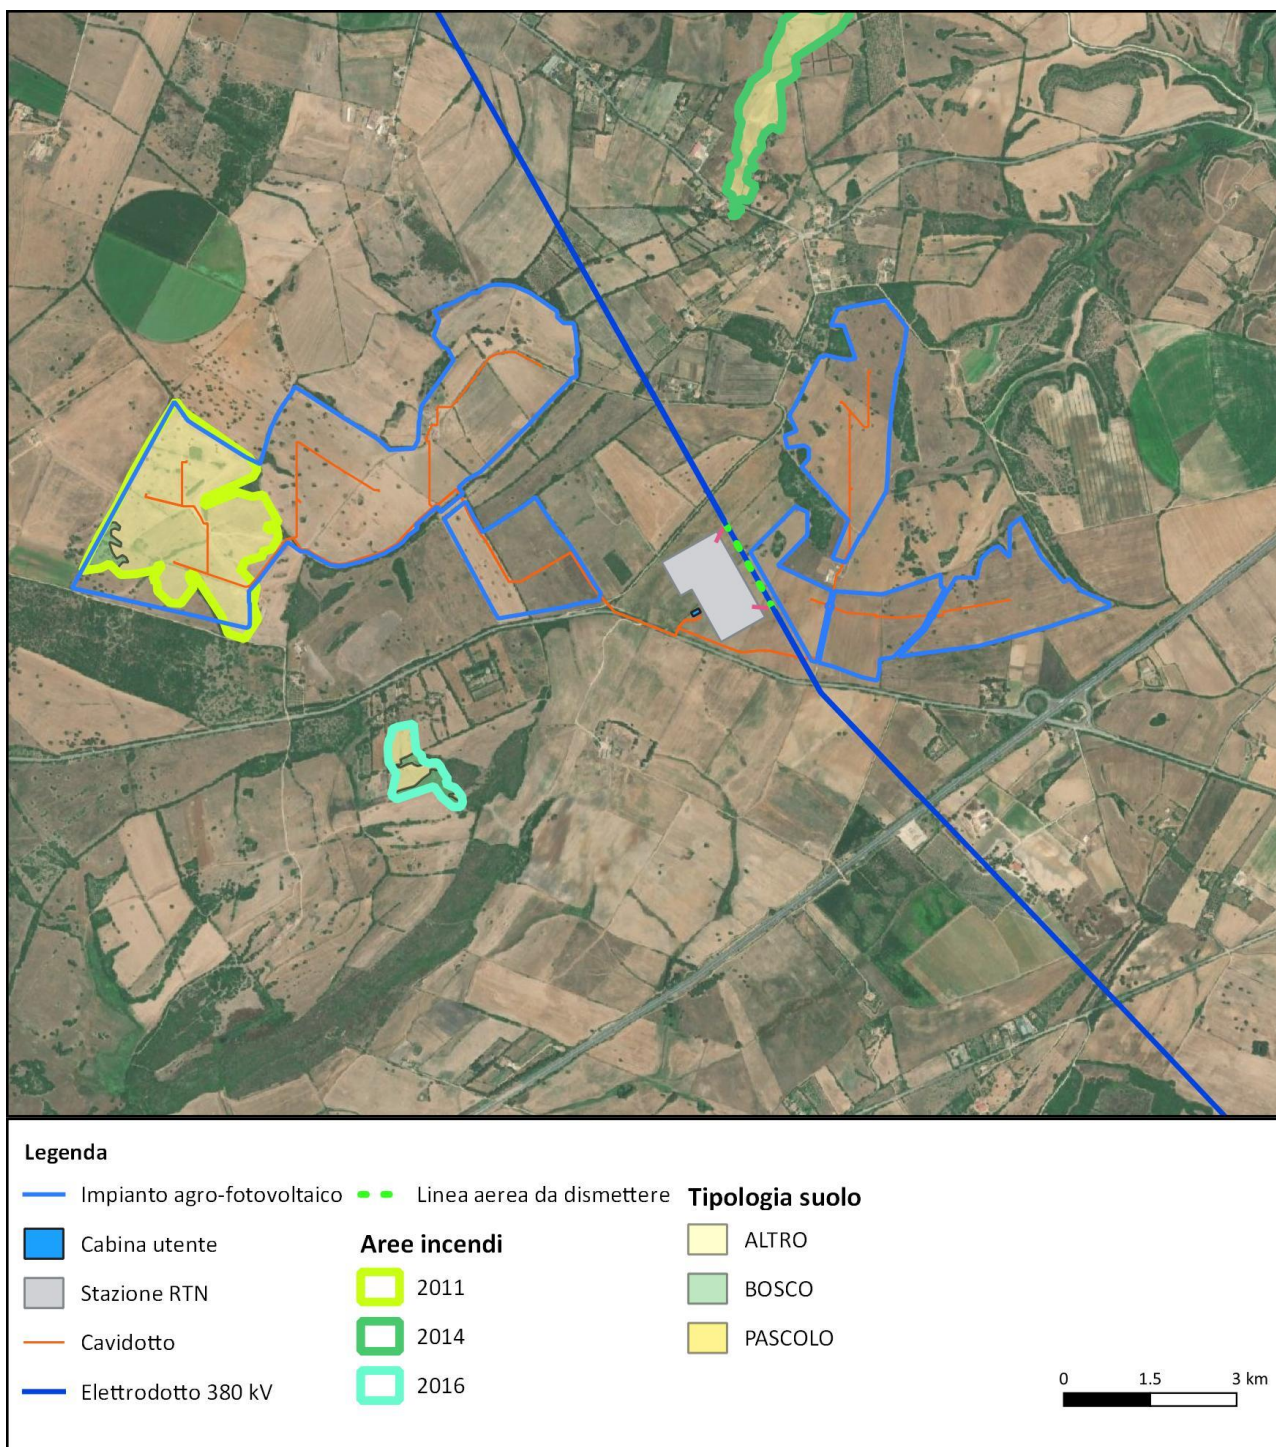 Legenda
Impianto agro-fotovoltaico
Cabina utente
Stazione RTN
Cavidotto
Elettrodotto 380 kV
Linea aerea da dismettere
Aree incendi
2011
2014
2016
Tipologia suolo
ALTRO
BOSCO
PASCOLO
0 1.5 3 km